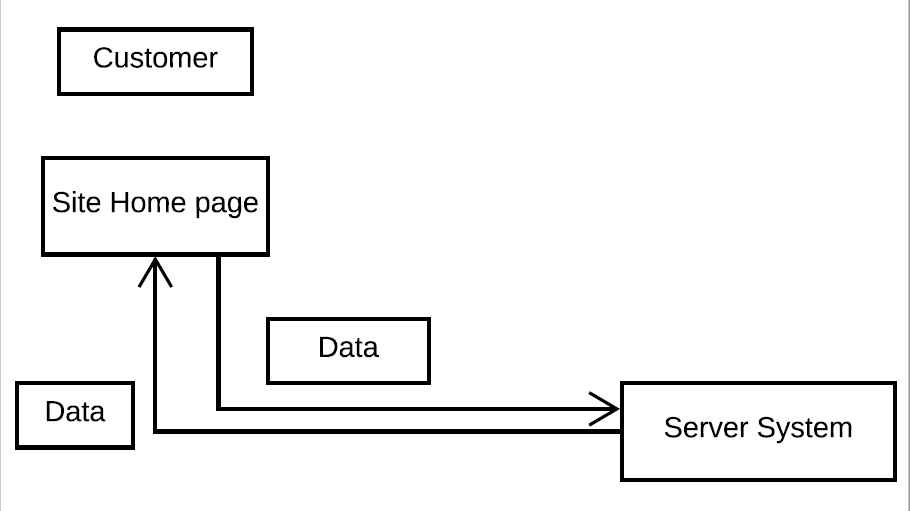 Customer
Site Home page
Data
Data
Server System